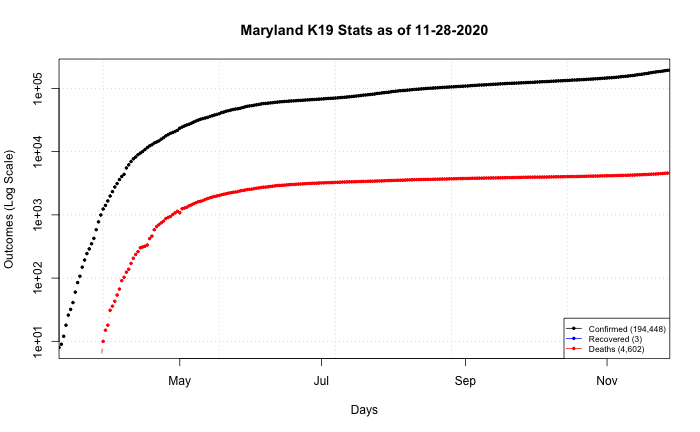 Maryland K19 Stats as of 11-28-2020
Outcomes (Log Scale)
1e+05
1e+04
1e+03
1e+02
1e+01
Confirmed (194,448)
Recovered (3)
Deaths (4,602)
May Jul Sep Nov
Days